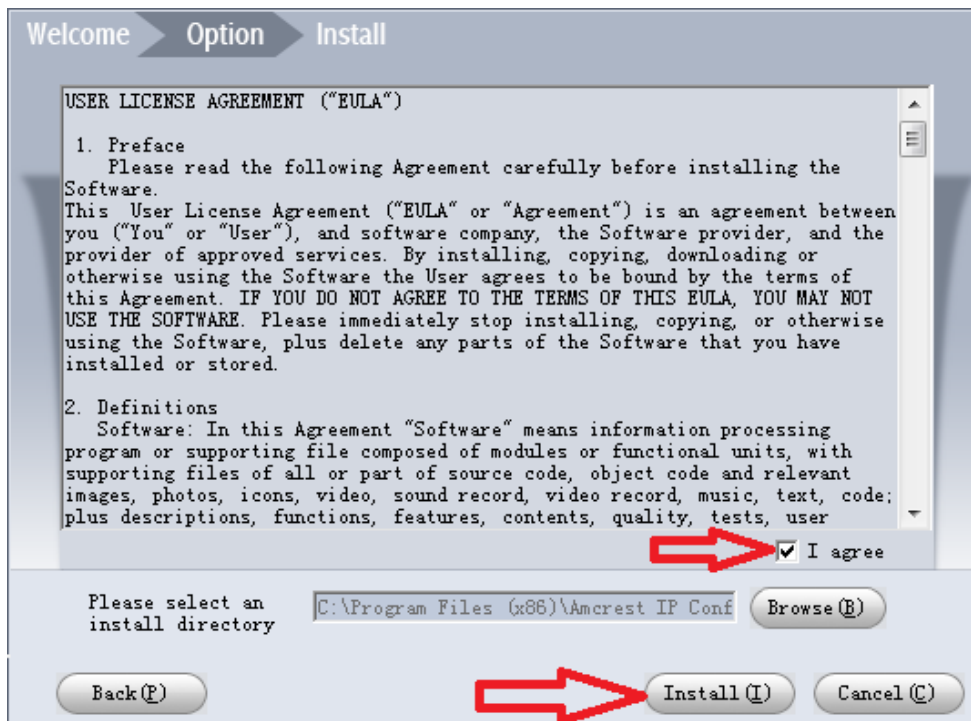 Welcome Option Install
USER LICENSE AGREEMENT ("EULA")
1. Preface
Please read the following Agreement carefully before installing the
Software.
This User License Agreement ("EULA" or "Agreement") is an agreement between
you ("You" or "User"), and software company, the Software provider, and the
provider of approved services. By installing, copying, downloading or
otherwise using the Software the User agrees to be bound by the terms of
this Agreement. IF YOU DO NOT AGREE TO THE TERMS OF THIS EULA, YOU MAY NOT
USE THE SOFTWARE. Please immediately stop installing, copying, or otherwise
using the Software, plus delete any parts of the Software that you have
installed or stored.
2. Definitions
Software: In this Agreement "Software" means information processing
program or supporting file composed of modules or functional units, with
supporting files of all or part of source code, object code and relevant
images, photos, icons, video, sound record, video record, music, text, code;
plus descriptions, functions, features, contents, quality, tests, user
I agree
Please select an
install directory
C:\Program Files (x86)\Amcrest IP Conf
Browse(B)
Back(P)
Install(I)
Cancel(C)